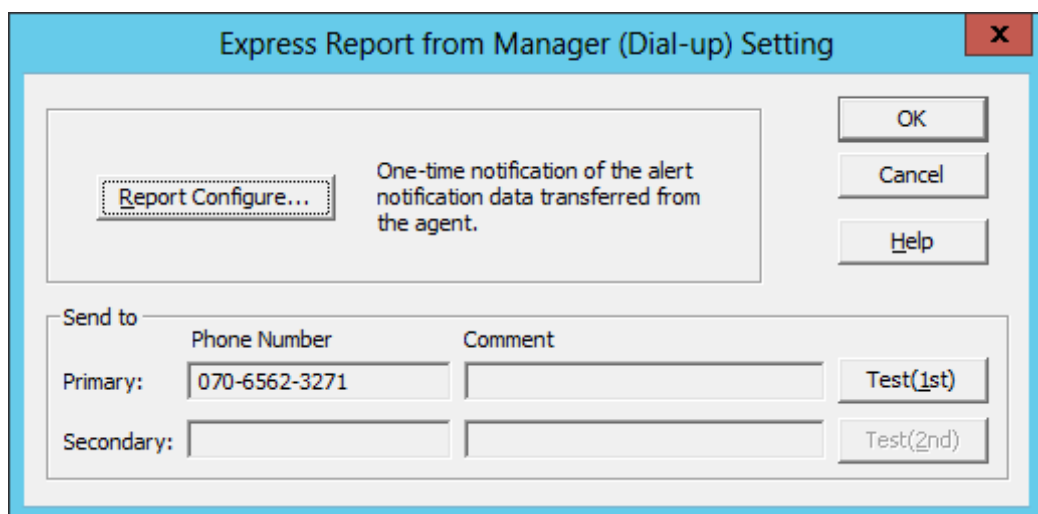 Express Report from Manager (Dial-up) Setting
x
OK
Report Configure...
One-time notification of the alert
notification data transferred from
the agent.
Cancel
Help
Send to
Phone Number Comment
Primary: 070-6562-3271 Test(1st)
Secondary: Test(2nd)